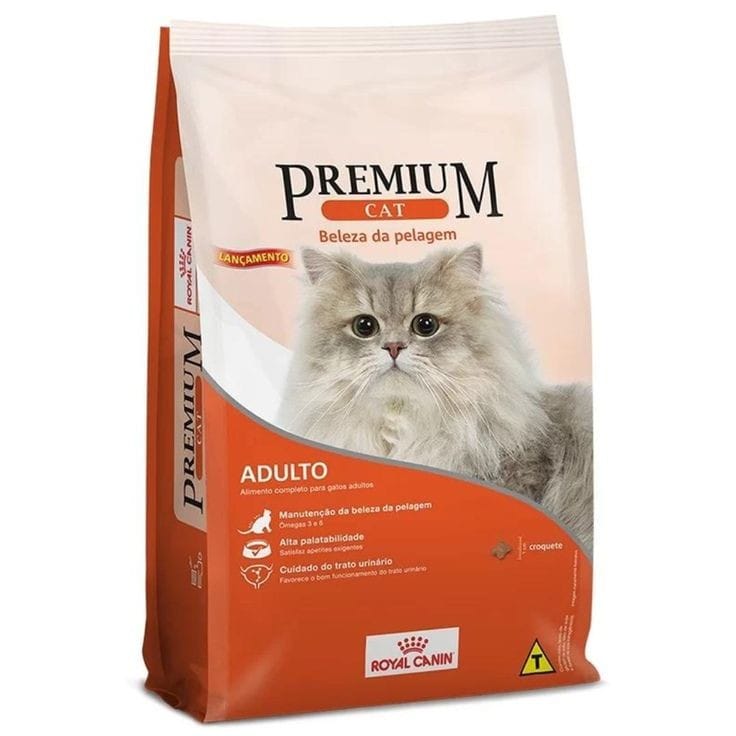 PREMIUM
CAT
Beleza da pelagem
LANÇAMENTO
ROYAL CANIN
PREMIUM
CAT
ADULTO
Alimento completo para gatos adultos
Manutenção da beleza da pelagem
Ômegas 3 e 6
Alta palatabilidade
Satisfaz apetites exigentes
Cuidado do trato urinário
Favorece o bom funcionamento do trato urinário
1 cm
croquete
ROYAL CANIN
T